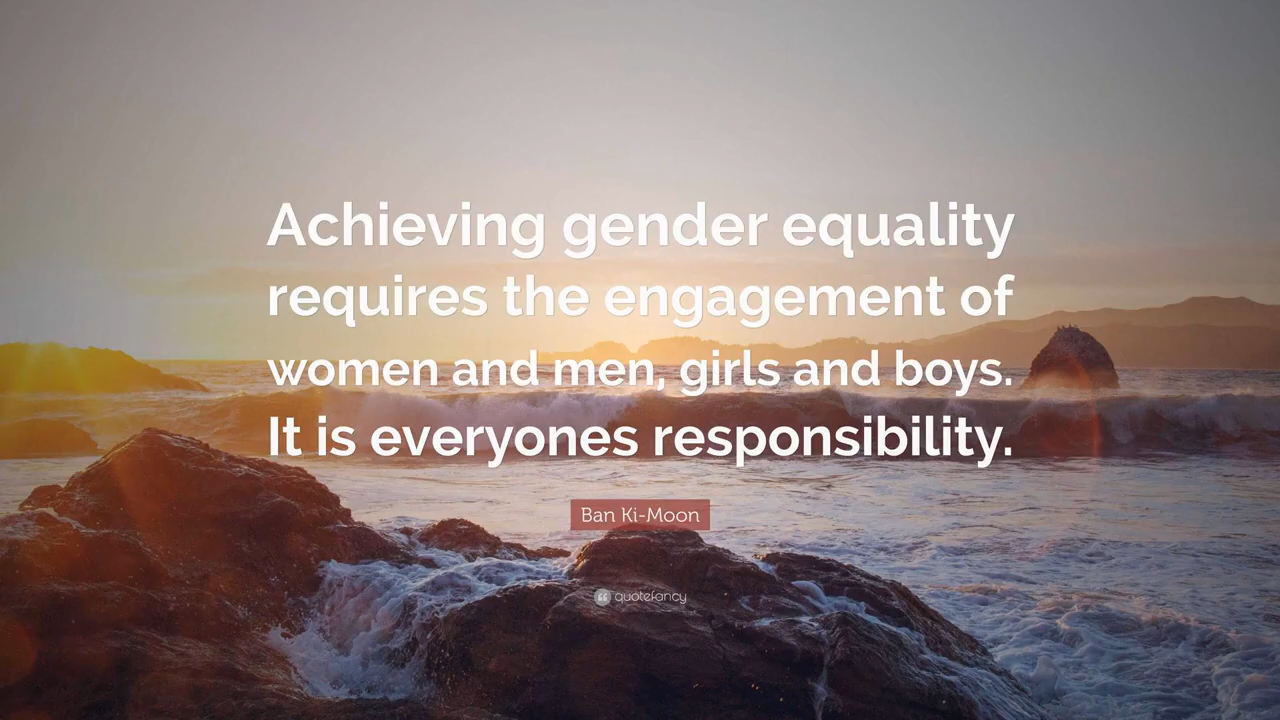 Achieving gender equality
requires the engagement of
women and men, girls and boys.
It is everyones responsibility.
Ban Ki-Moon
quotefancy